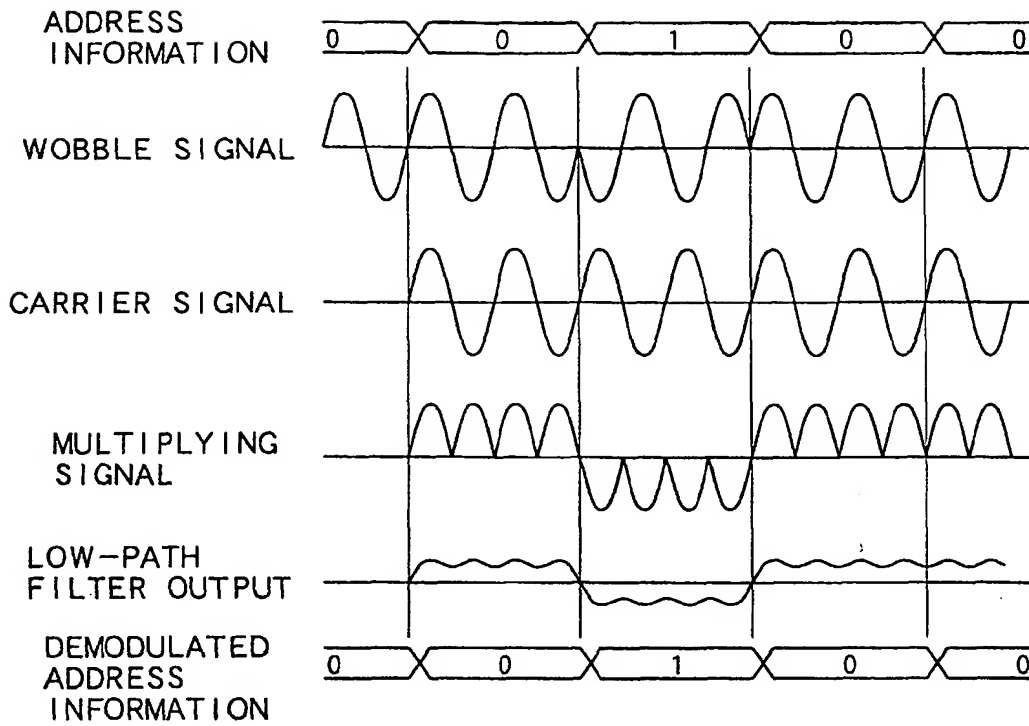 ADDRESS
INFORMATION
0 0 1 0 0
WOBBLE SIGNAL
CARRIER SIGNAL
MULTIPLYING
SIGNAL
LOW-PATH
FILTER OUTPUT
DEMODULATED
ADDRESS
INFORMATION
0 0 1 0 0